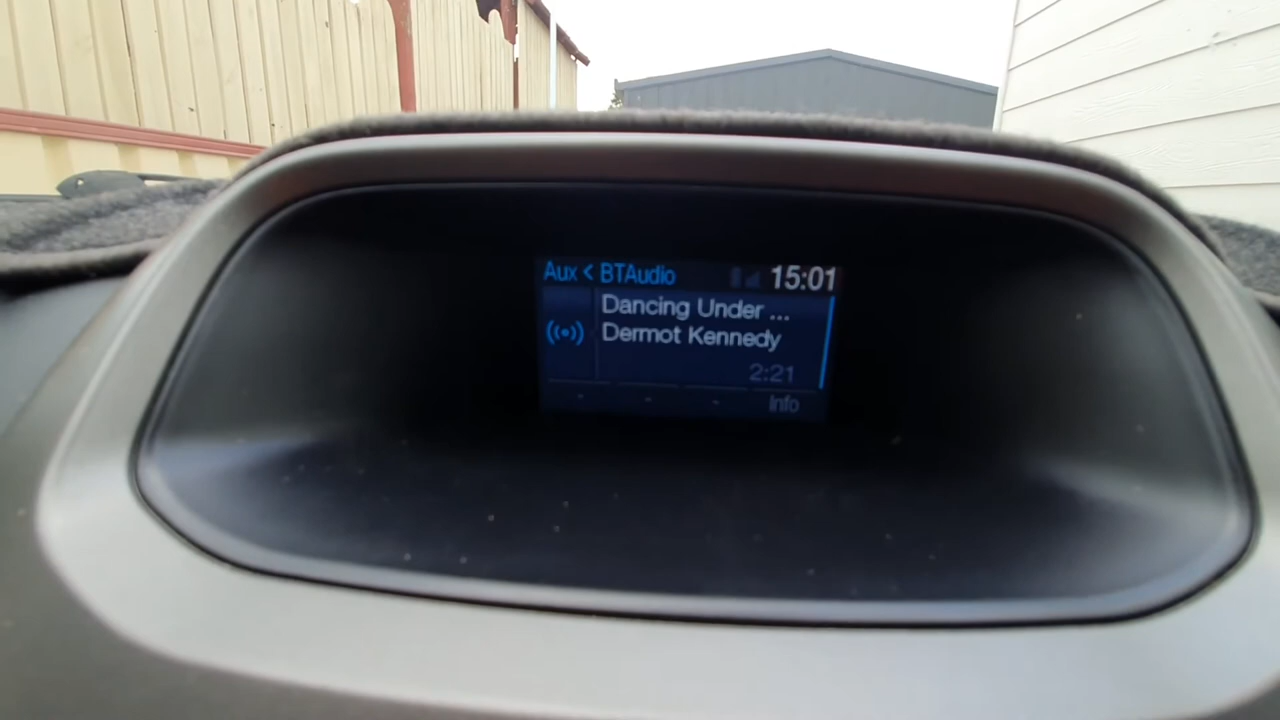 Aux < BTAudio 15:01
Dancing Under ...
Dermot Kennedy
2:21
Info